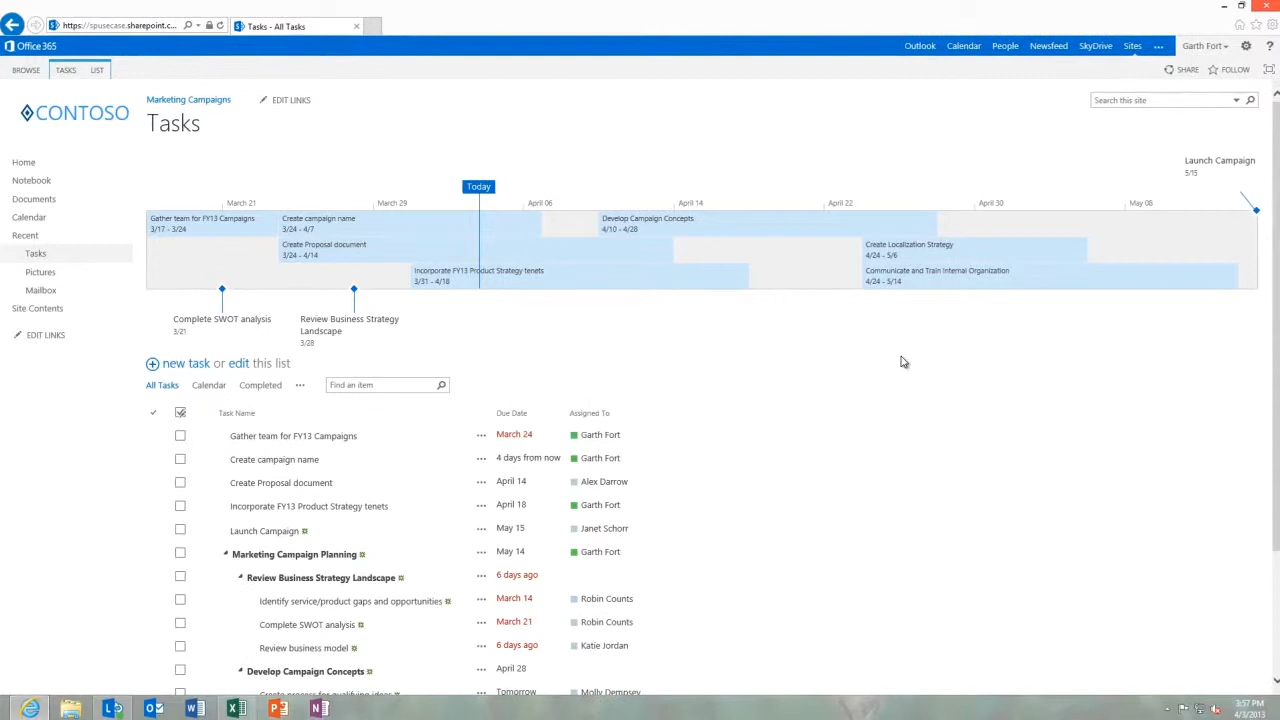 https://spusecase.sharepoint.c...
Tasks - All Tasks
Office 365
Outlook
Calendar
People
Newsfeed
SkyDrive
Sites
Garth Fort
?
BROWSE
TASKS
LIST
SHARE
FOLLOW
CONTOSO
Marketing Campaigns
EDIT LINKS
Search this site
Tasks
Home
Notebook
Documents
Calendar
Recent
Tasks
Pictures
Mailbox
Site Contents
EDIT LINKS
Launch Campaign
5/15
Today
March 21
March 29
April 06
April 14
April 22
April 30
May 08
Gather team for FY13 Campaigns
3/17 - 3/24
Create campaign name
3/24 - 4/7
Develop Campaign Concepts
4/10 - 4/28
Create Proposal document
3/24 - 4/14
Create Localization Strategy
4/24 - 5/6
Incorporate FY13 Product Strategy tenets
3/31 - 4/18
Communicate and Train Internal Organization
4/24 - 5/14
Complete SWOT analysis
3/21
Review Business Strategy
Landscape
3/28
new task or edit this list
All Tasks
Calendar
Completed
...
Find an item
Task Name
Due Date
Assigned To
Gather team for FY13 Campaigns ... March 24 Garth Fort
Create campaign name ... 4 days from now Garth Fort
Create Proposal document ... April 14 Alex Darrow
Incorporate FY13 Product Strategy tenets ... April 18 Garth Fort
Launch Campaign ... May 15 Janet Schorr
Marketing Campaign Planning ... May 14 Garth Fort
Review Business Strategy Landscape ... 6 days ago
Identify service/product gaps and opportunities ... March 14 Robin Counts
Complete SWOT analysis ... March 21 Robin Counts
Review business model ... 6 days ago Katie Jordan
Develop Campaign Concepts ... April 28
Create process for qualifying ideas ... Tomorrow Molly Dempsey
3:57 PM
4/3/2013